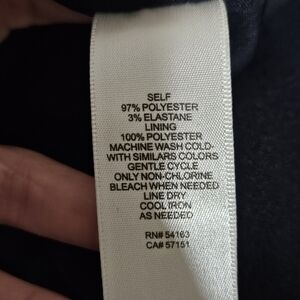 SELF
97% POLYESTER
3% ELASTANE
LINING
100% POLYESTER
MACHINE WASH COLD-
WITH SIMILARS COLORS
GENTLE CYCLE
ONLY NON-CHLORINE
BLEACH WHEN NEEDED
LINE DRY
COOL IRON
AS NEEDED
RN# 54163
CA# 57151